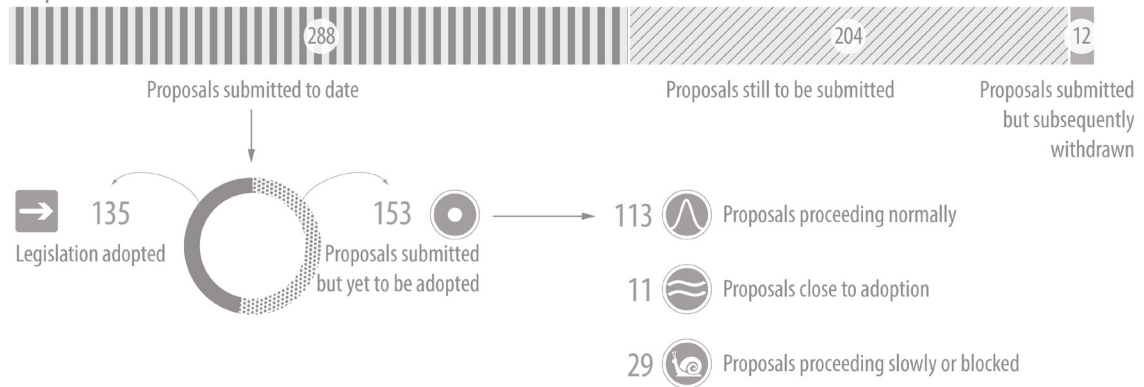 288
204
12
Proposals submitted to date
Proposals still to be submitted
Proposals submitted
but subsequently
withdrawn
135
Legislation adopted
153
Proposals submitted
but yet to be adopted
113
Proposals proceeding normally
11
Proposals close to adoption
29
Proposals proceeding slowly or blocked